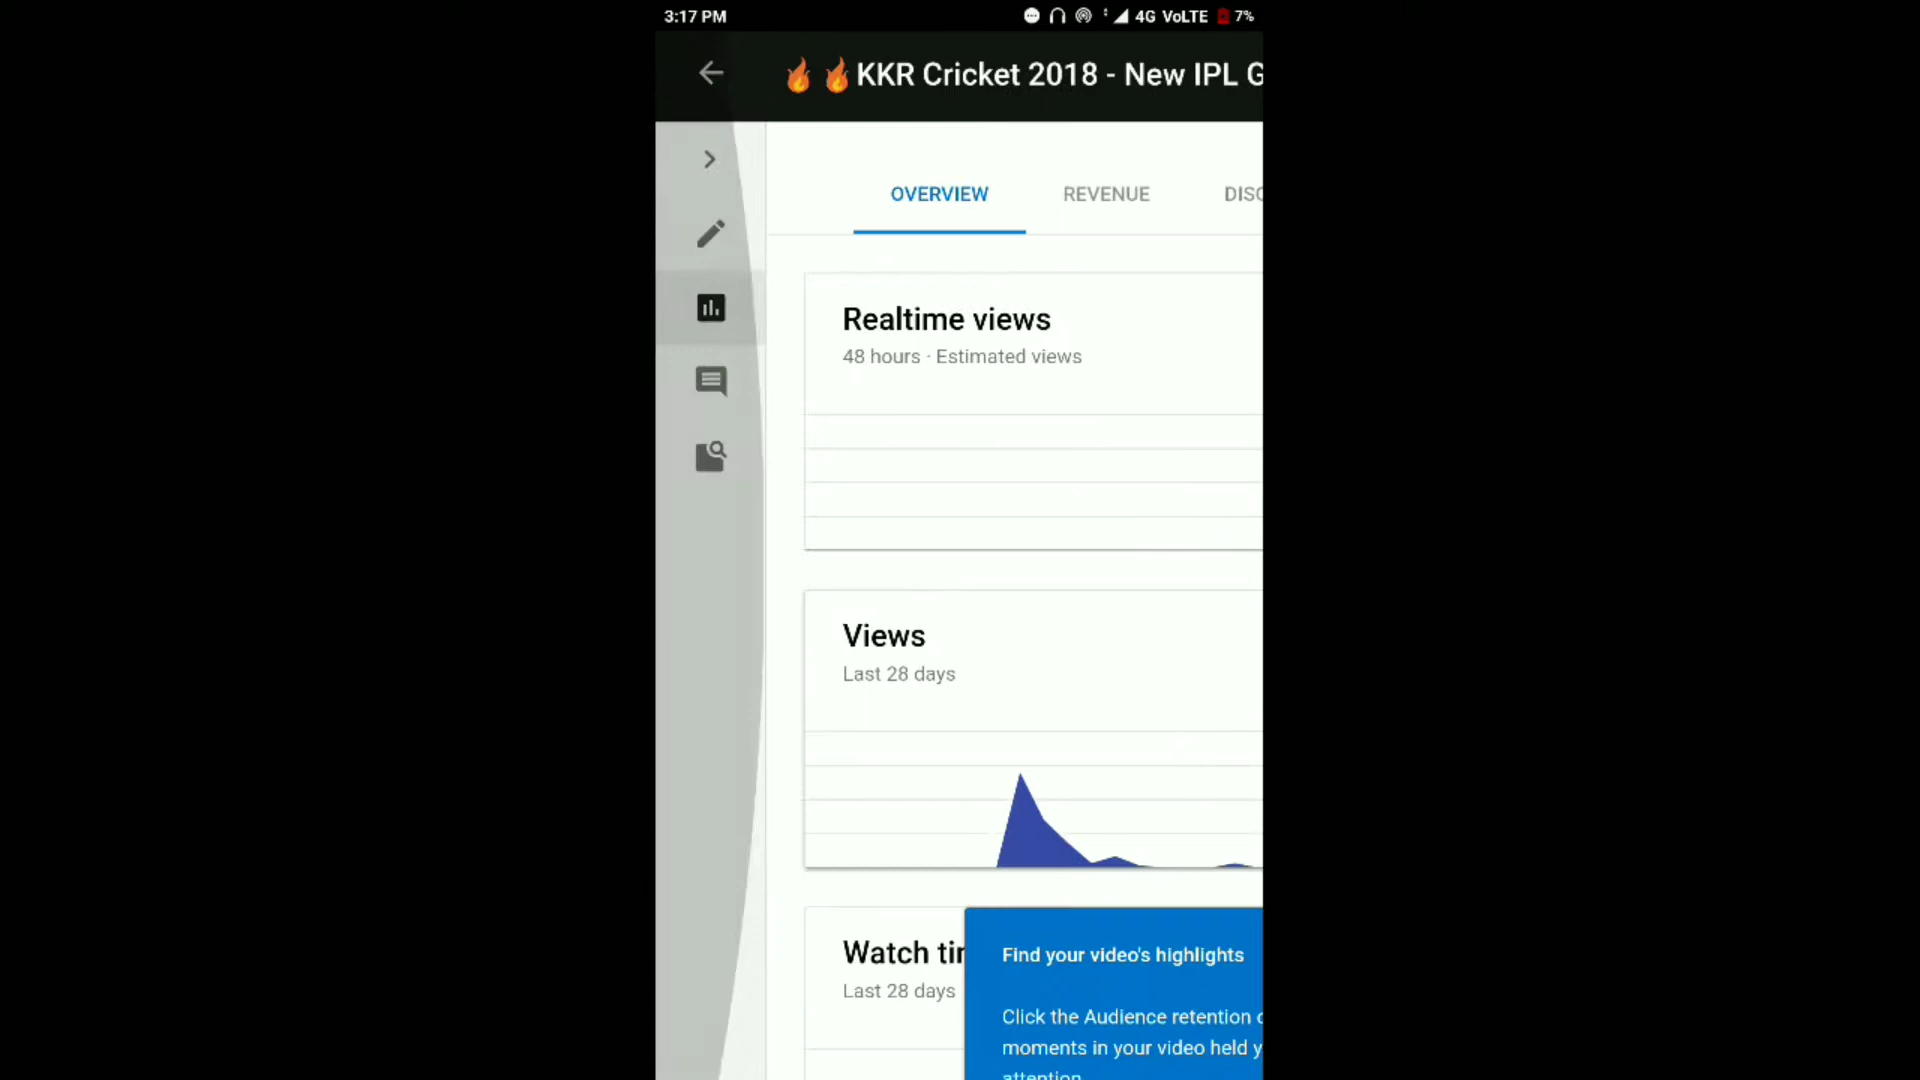 3:17 PM 4G VoLTE 7%
🔥🔥KKR Cricket 2018 - New IPL G
OVERVIEW REVENUE DISC
Realtime views
48 hours · Estimated views
Views
Last 28 days
Watch tin
Last 28 days
Find your video's highlights
Click the Audience retention
moments in your video held y
attention